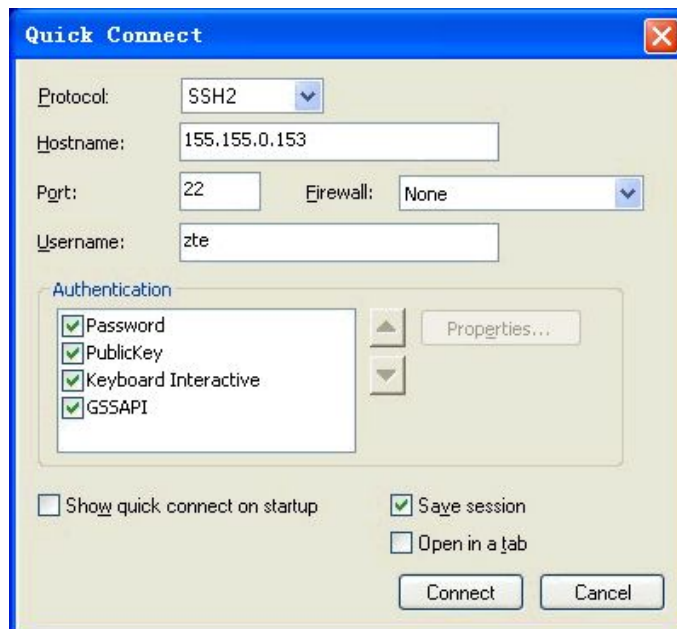 Quick Connect
Protocol: SSH2
Hostname: 155.155.0.153
Port: 22 Firewall: None
Username: zte
Authentication
Password
PublicKey Properties...
Keyboard Interactive
GSSAPI
Show quick connect on startup Save session
Open in a tab
Connect Cancel